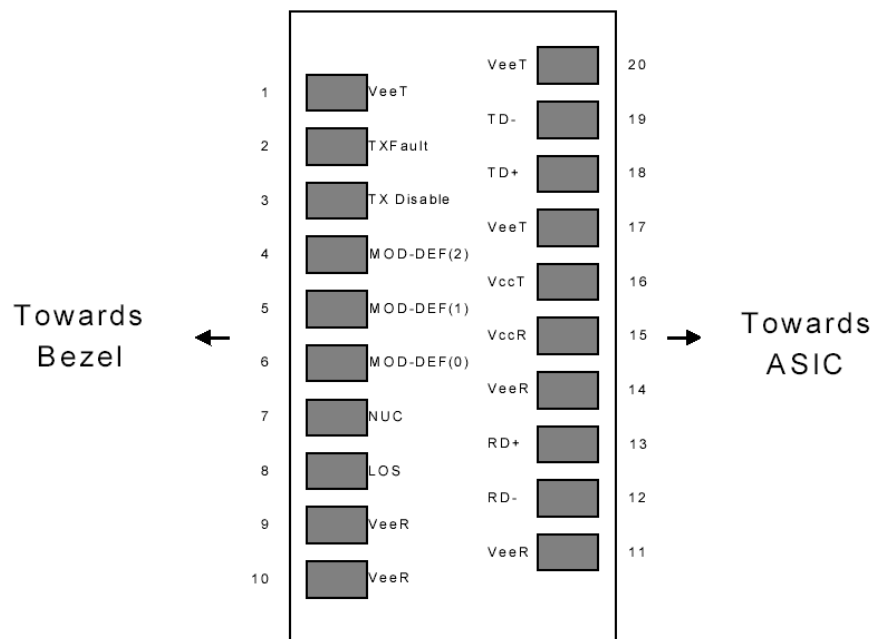 VeeT 20
1 VeeT
TD- 19
2 TXFault
TD+ 18
3 TX Disable
VeeT 17
4 MOD-DEF(2)
VccT 16
5 MOD-DEF(1)
Towards
Bezel
VccR 15
Towards
ASIC
6 MOD-DEF(0)
VeeR 14
7 NUC
RD+ 13
8 LOS
RD- 12
9 VeeR
VeeR 11
10 VeeR